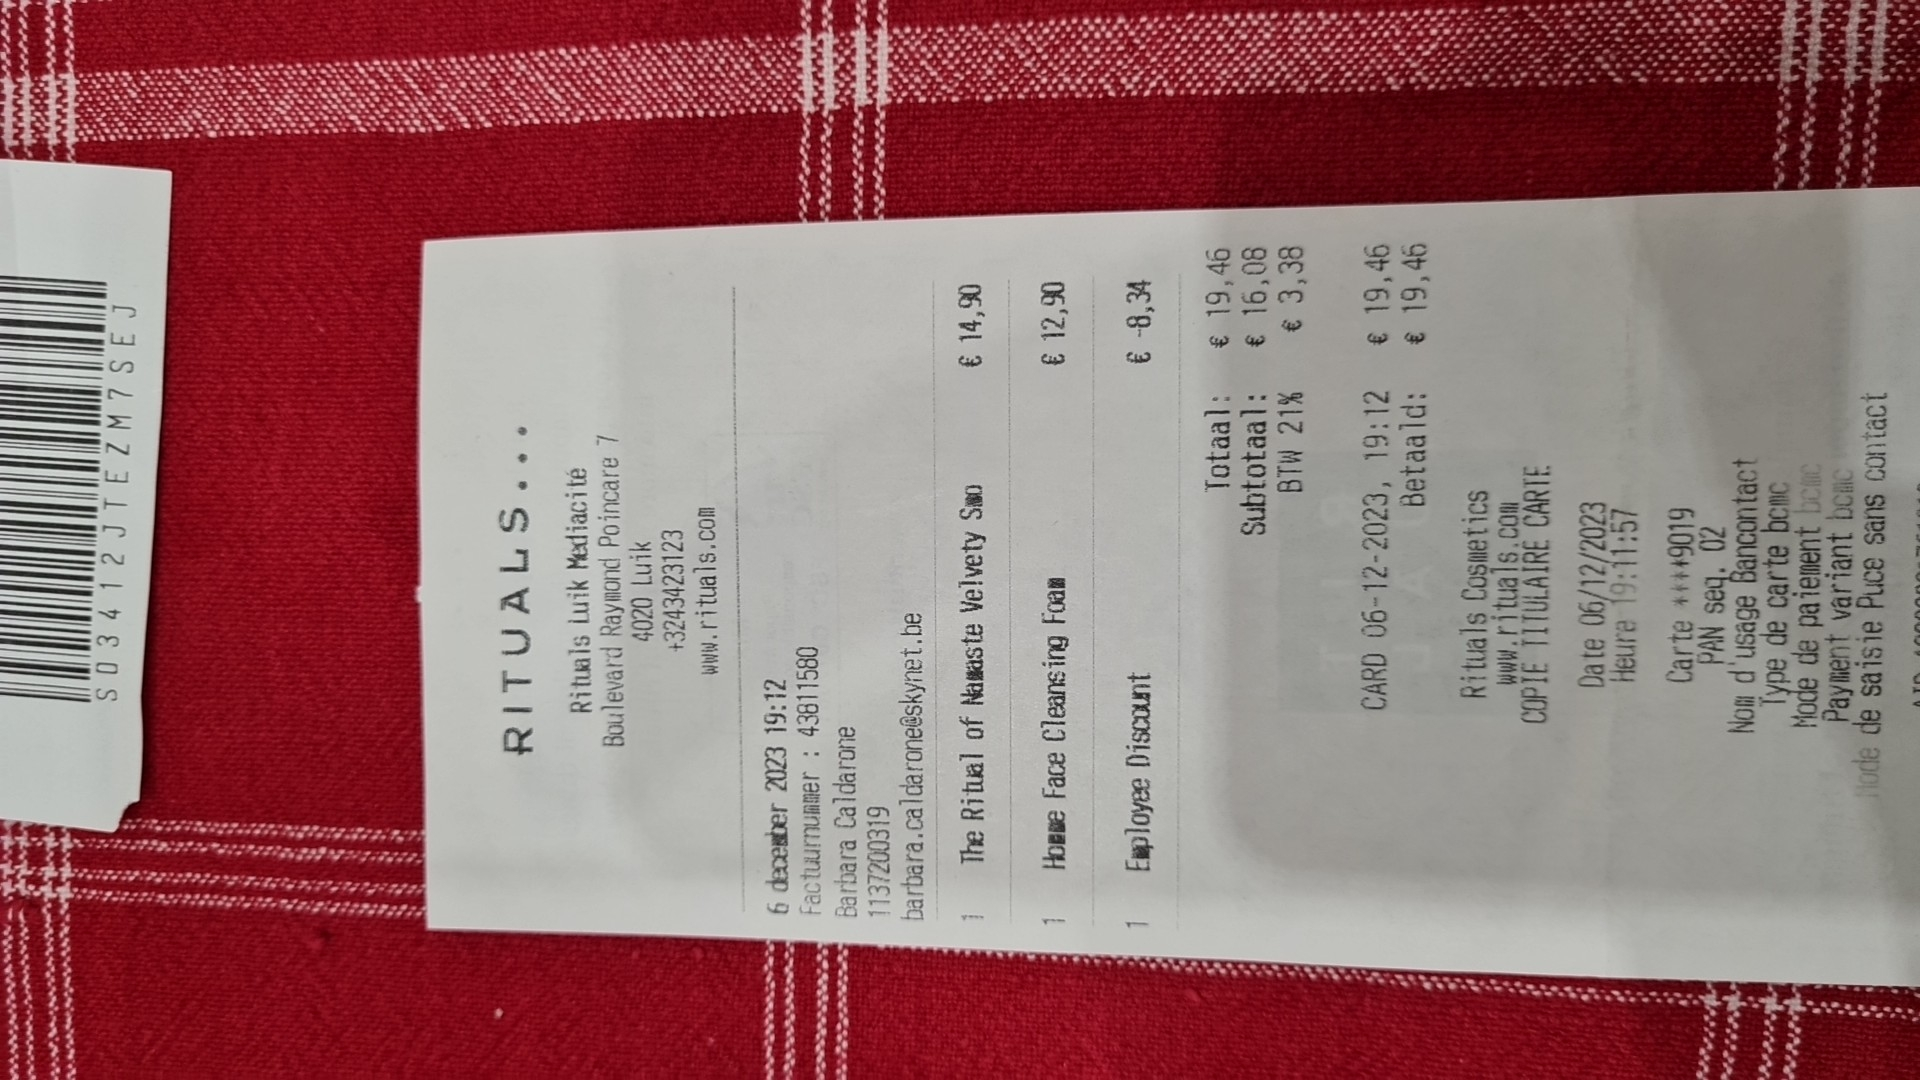 S03412JTEZM7SEJ
RITUALS...
Rituals Luik Mediacité
Boulevard Raymond Poincare 7
4020 Luik
+3243423123
www.rituals.com
6 december 2023 19:12
Factuurnummer : 43811580
Barbara Caldarone
1137200319
barbara.caldarone@skynet.be
1 The Ritual of Namaste Velvety Smo € 14,90
1 Homme Face Cleansing Foam € 12,90
1 Employee Discount € -8,34
Totaal: € 19,46
Subtotaal: € 16,08
BTW 21% € 3,38
CARD 06-12-2023, 19:12 € 19,46
Betaald: € 19,46
Rituals Cosmetics
www.rituals.com
COPIE TITULAIRE CARTE
Date 06/12/2023
Heure 19:11:57
Carte ****9019
PAN seq. 02
Nom d'usage Bancontact
Type de carte bcmc
Mode de paiement bcmc
Payment variant bcmc
Mode de saisie Puce sans contact